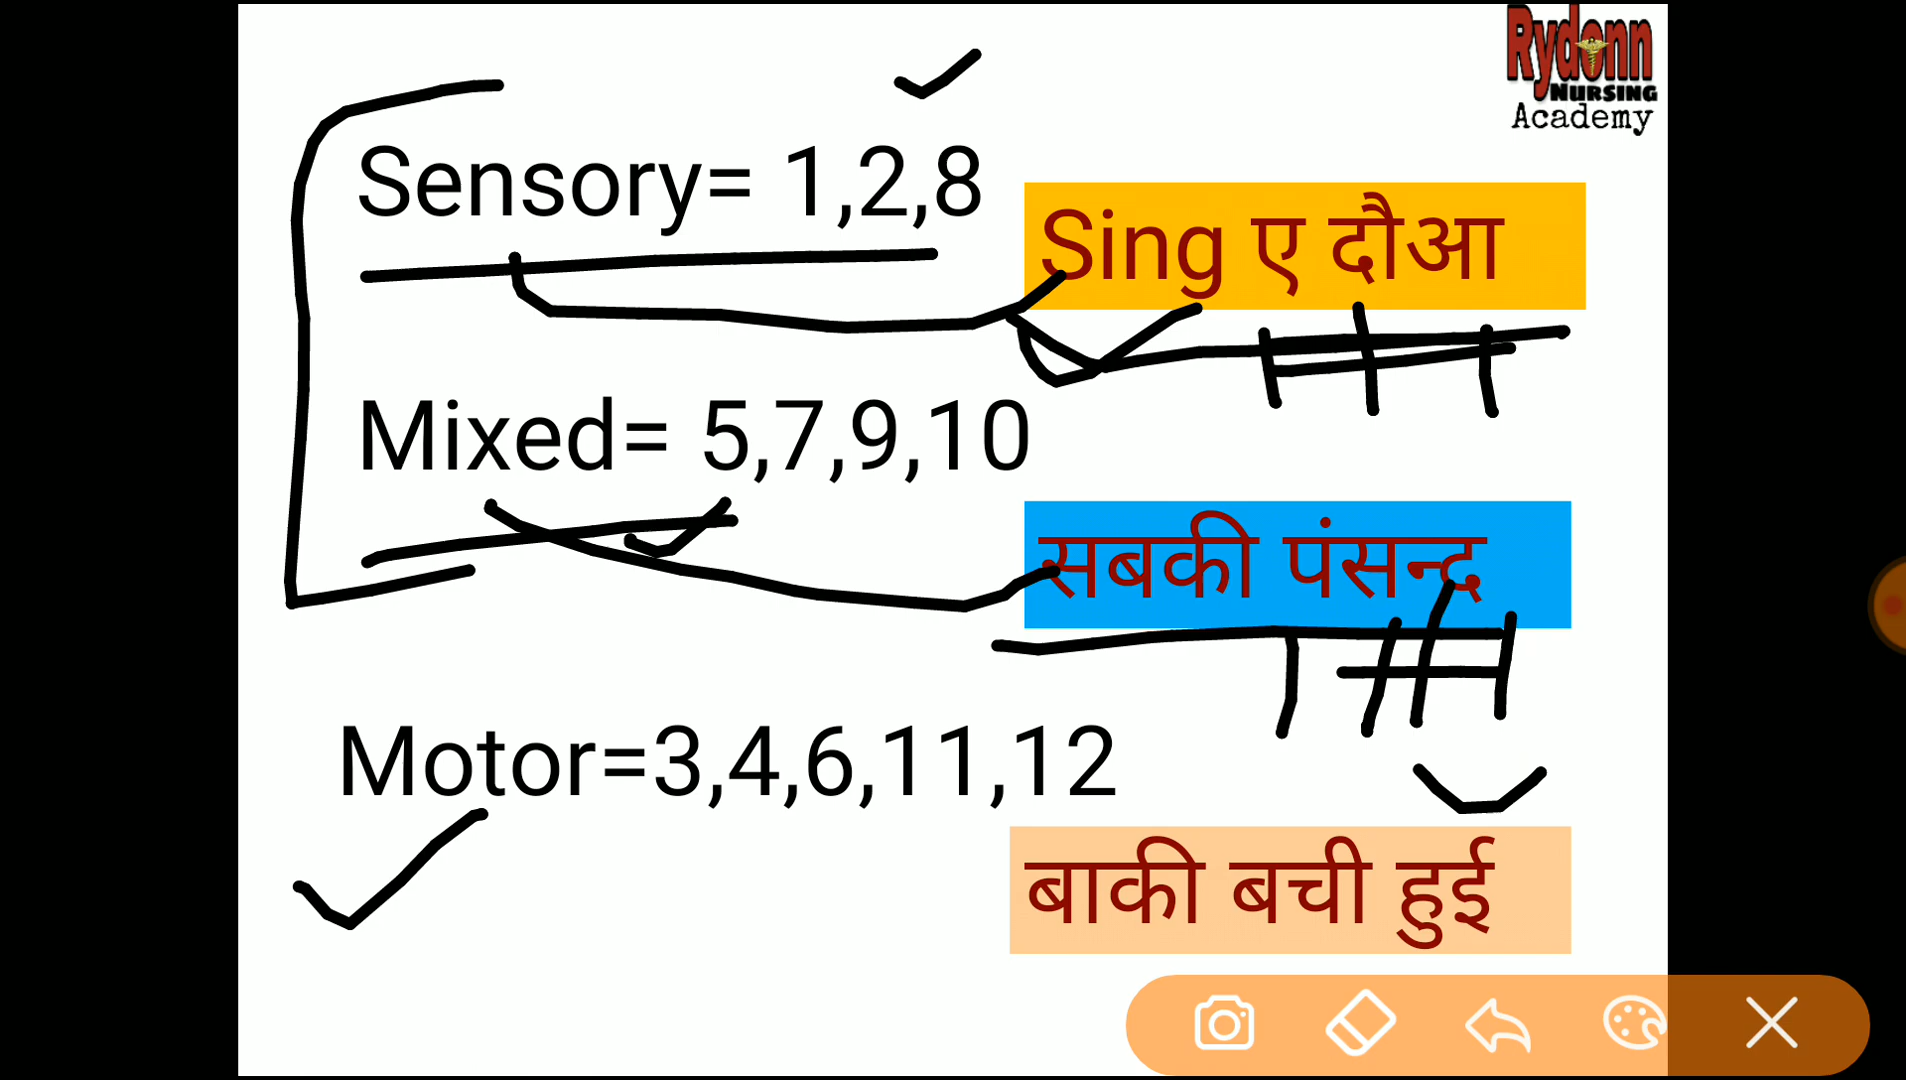 Rydonn
NURSING
Academy
Sensory= 1,2,8
Sing ए दौआ
Mixed= 5,7,9,10
सबकी पंसन्द
Motor=3,4,6,11,12
बाकी बची हुई